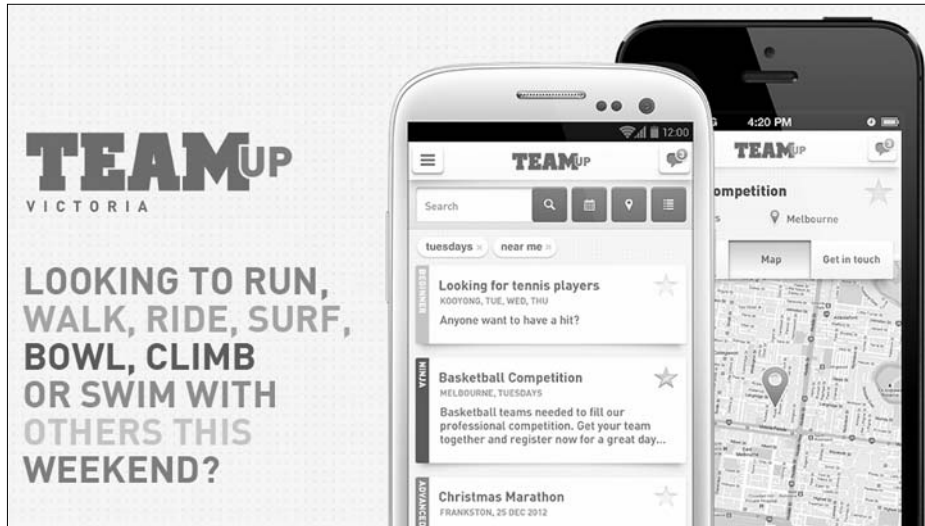 TEAMUP
VICTORIA
LOOKING TO RUN,
WALK, RIDE, SURF,
BOWL, CLIMB
OR SWIM WITH
OTHERS THIS
WEEKEND?
12:00
TEAMUP
3
Search
tuesdays ×
near me ×
BEGINNER
Looking for tennis players
KOOYONG, TUE, WED, THU
Anyone want to have a hit?
NINJA
Basketball Competition
MELBOURNE, TUESDAYS
Basketball teams needed to fill our
professional competition. Get your team
together and register now for a great day...
ADVANCED
Christmas Marathon
FRANKSTON, 25 DEC 2012
G 4:20 PM
TEAMUP
3
ompetition
s Melbourne
Map
Get in touch